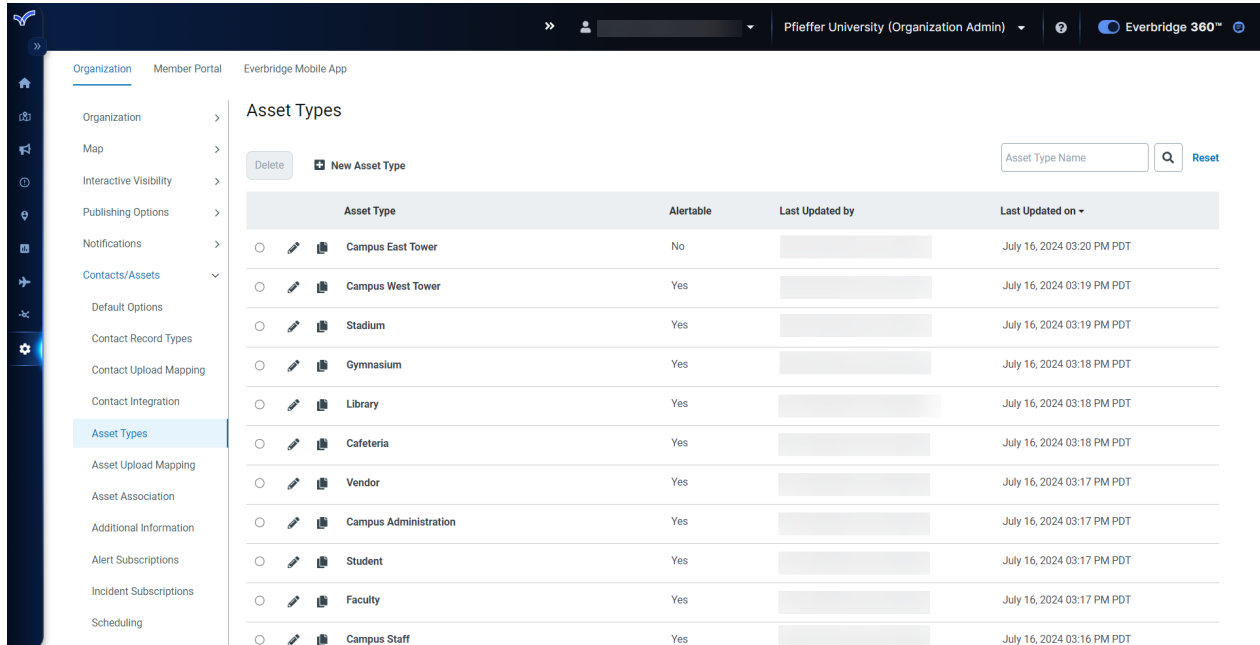 Pfieffer University (Organization Admin)
Everbridge 360™
Organization Member Portal Everbridge Mobile App
Organization
Map
Interactive Visibility
Publishing Options
Notifications
Contacts/Assets
Default Options
Contact Record Types
Contact Upload Mapping
Contact Integration
Asset Types
Asset Upload Mapping
Asset Association
Additional Information
Alert Subscriptions
Incident Subscriptions
Scheduling
Asset Types
Delete New Asset Type Asset Type Name Reset
Asset Type Alertable Last Updated by Last Updated on
Campus East Tower No July 16, 2024 03:20 PM PDT
Campus West Tower Yes July 16, 2024 03:19 PM PDT
Stadium Yes July 16, 2024 03:19 PM PDT
Gymnasium Yes July 16, 2024 03:18 PM PDT
Library Yes July 16, 2024 03:18 PM PDT
Cafeteria Yes July 16, 2024 03:18 PM PDT
Vendor Yes July 16, 2024 03:17 PM PDT
Campus Administration Yes July 16, 2024 03:17 PM PDT
Student Yes July 16, 2024 03:17 PM PDT
Faculty Yes July 16, 2024 03:17 PM PDT
Campus Staff Yes July 16, 2024 03:16 PM PDT